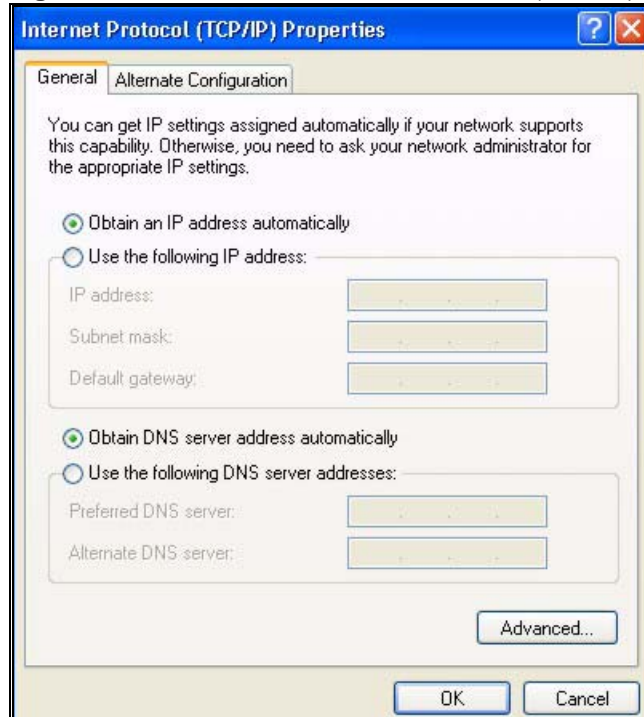 Internet Protocol (TCP/IP) Properties
General
Alternate Configuration
You can get IP settings assigned automatically if your network supports
this capability. Otherwise, you need to ask your network administrator for
the appropriate IP settings.
Obtain an IP address automatically
Use the following IP address:
IP address:
Subnet mask:
Default gateway:
Obtain DNS server address automatically
Use the following DNS server addresses:
Preferred DNS server:
Alternate DNS server:
Advanced...
OK
Cancel